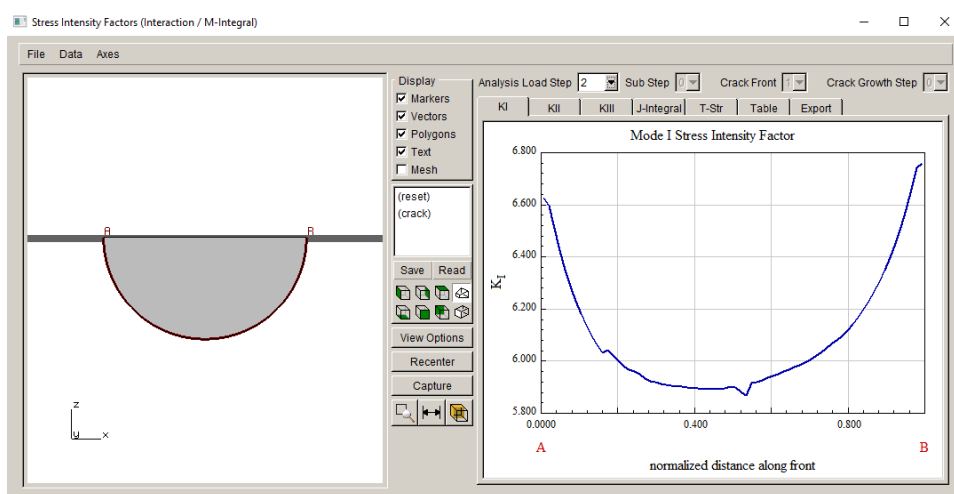 Stress Intensity Factors (Interaction / M-Integral)
File Data Axes
A B
z
y x
Display
Markers
Vectors
Polygons
Text
Mesh
(reset)
(crack)
Save Read
View Options
Recenter
Capture
Analysis Load Step 2 Sub Step 0 Crack Front 1 Crack Growth Step 0
KI KII KIII J-Integral T-Str Table Export
Mode I Stress Intensity Factor
6.800
6.600
6.400
KI
6.200
6.000
5.800
0.0000 0.400 0.800
A B
normalized distance along front